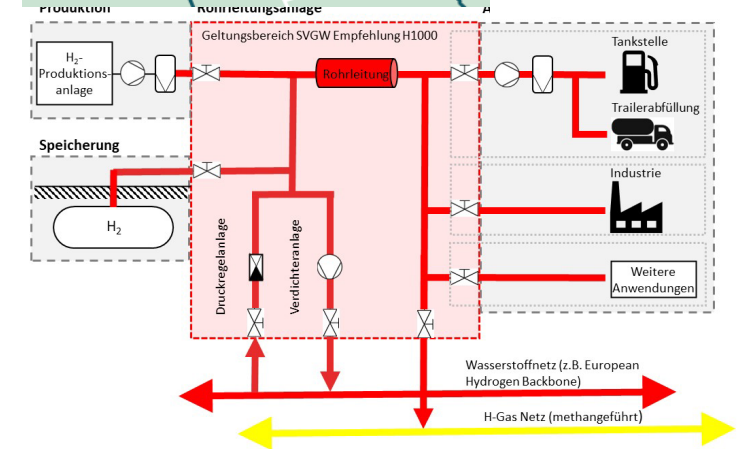 Produktion
Rohrleitungsanlage
Geltungsbereich SVGW Empfehlung H1000
H₂-
Produktions-
anlage
Rohrleitung
Tankstelle
Trailerabfüllung
Speicherung
H₂
Industrie
Druckregelanlage
Verdichteranlage
Weitere
Anwendungen
Wasserstoffnetz (z.B. European
Hydrogen Backbone)
H-Gas Netz (methangeführt)